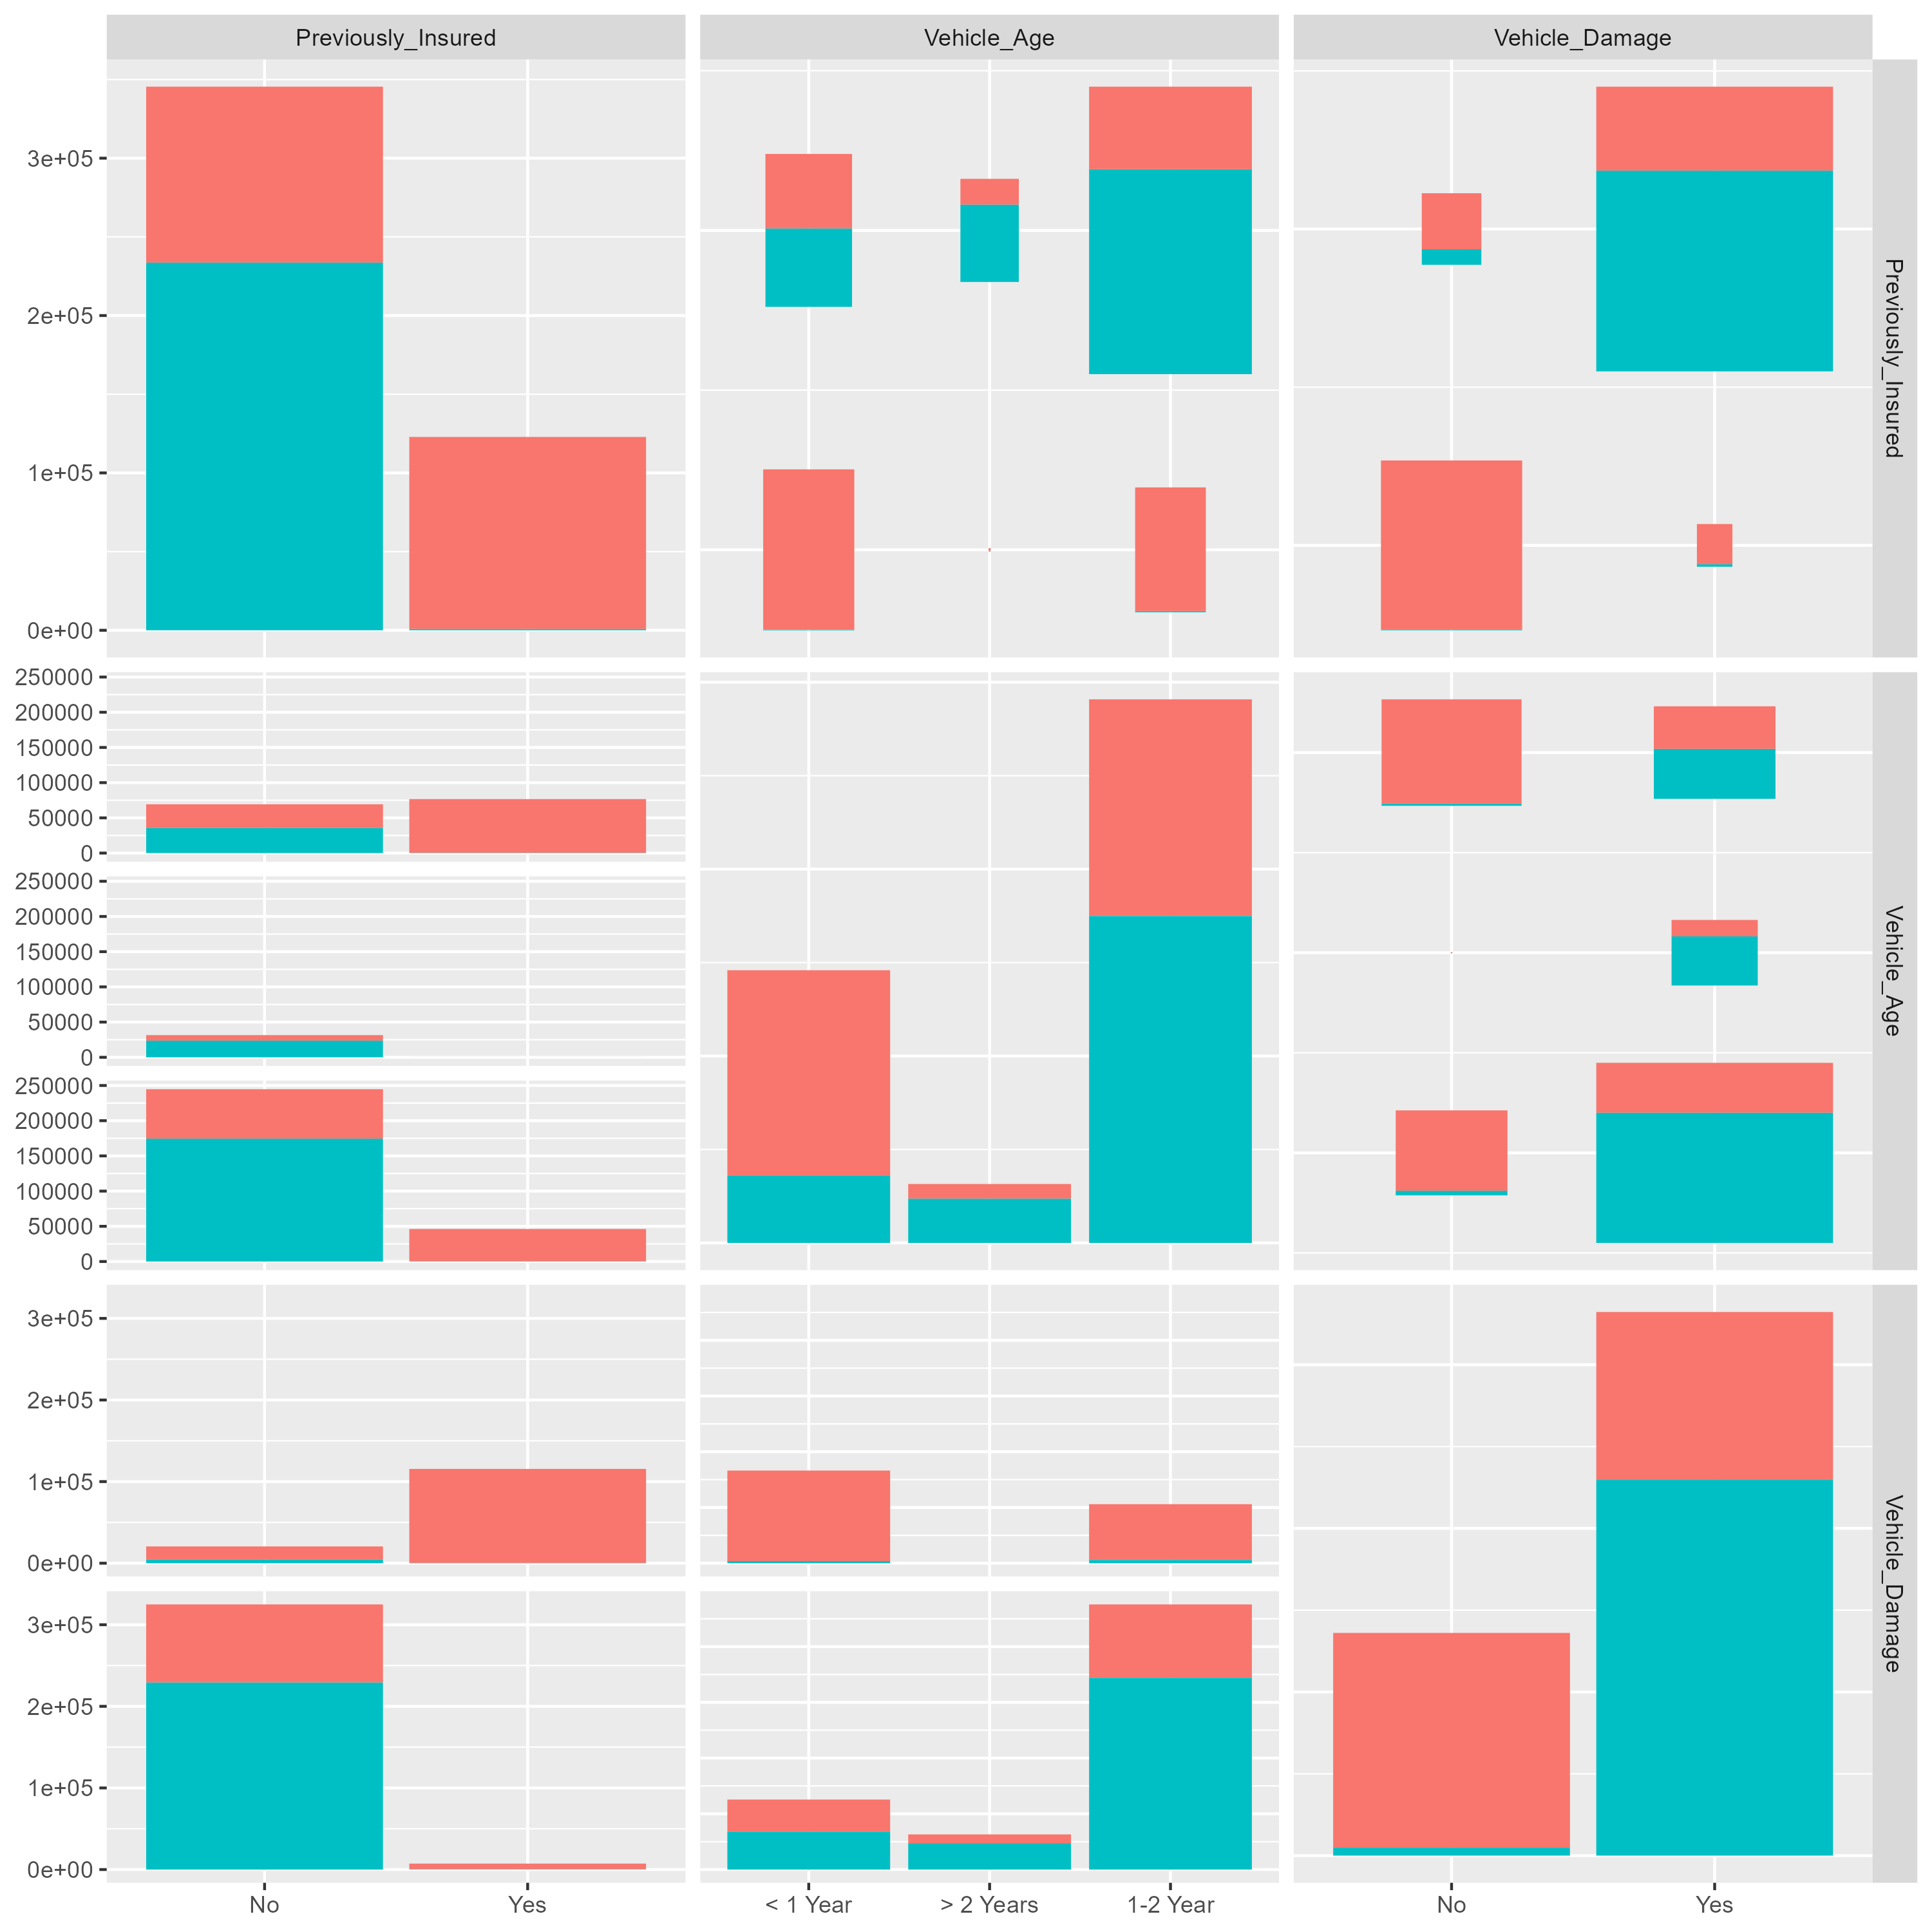 Previously_Insured
Vehicle_Age
Vehicle_Damage
3e+05
2e+05
1e+05
0e+00
Previously_Insured
250000
200000
150000
100000
50000
0
250000
200000
150000
100000
50000
0
250000
200000
150000
100000
50000
0
Vehicle_Age
3e+05
2e+05
1e+05
0e+00
3e+05
2e+05
1e+05
0e+00
Vehicle_Damage
No
Yes
< 1 Year
> 2 Years
1-2 Year
No
Yes